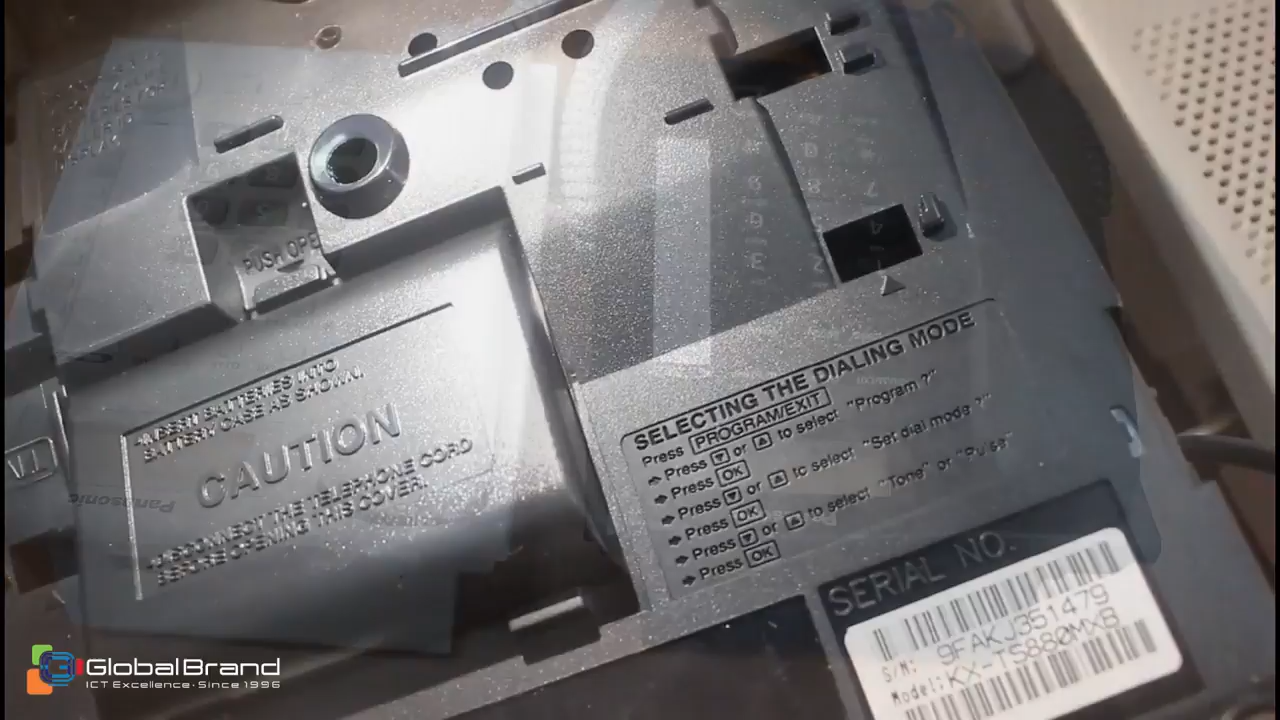 PUSH OPE
INSERT BATTERIES INTO
BATTERY CASE AS SHOWN.
CAUTION
DISCONNECT THE TELEPHONE CORD
BEFORE OPENING THIS COVER.
SELECTING THE DIALING MODE
Press PROGRAM/EXIT
Press or to select "Program ?"
Press OK
Press or to select "Set dial mode ?"
Press OK
Press or to select "Tone" or "Pulse"
Press OK
SERIAL NO.
S/N: 9FAKJ351479
Model: KX-TS880MXB
Panasonic
GlobalBrand
ICT Excellence·Since 1996